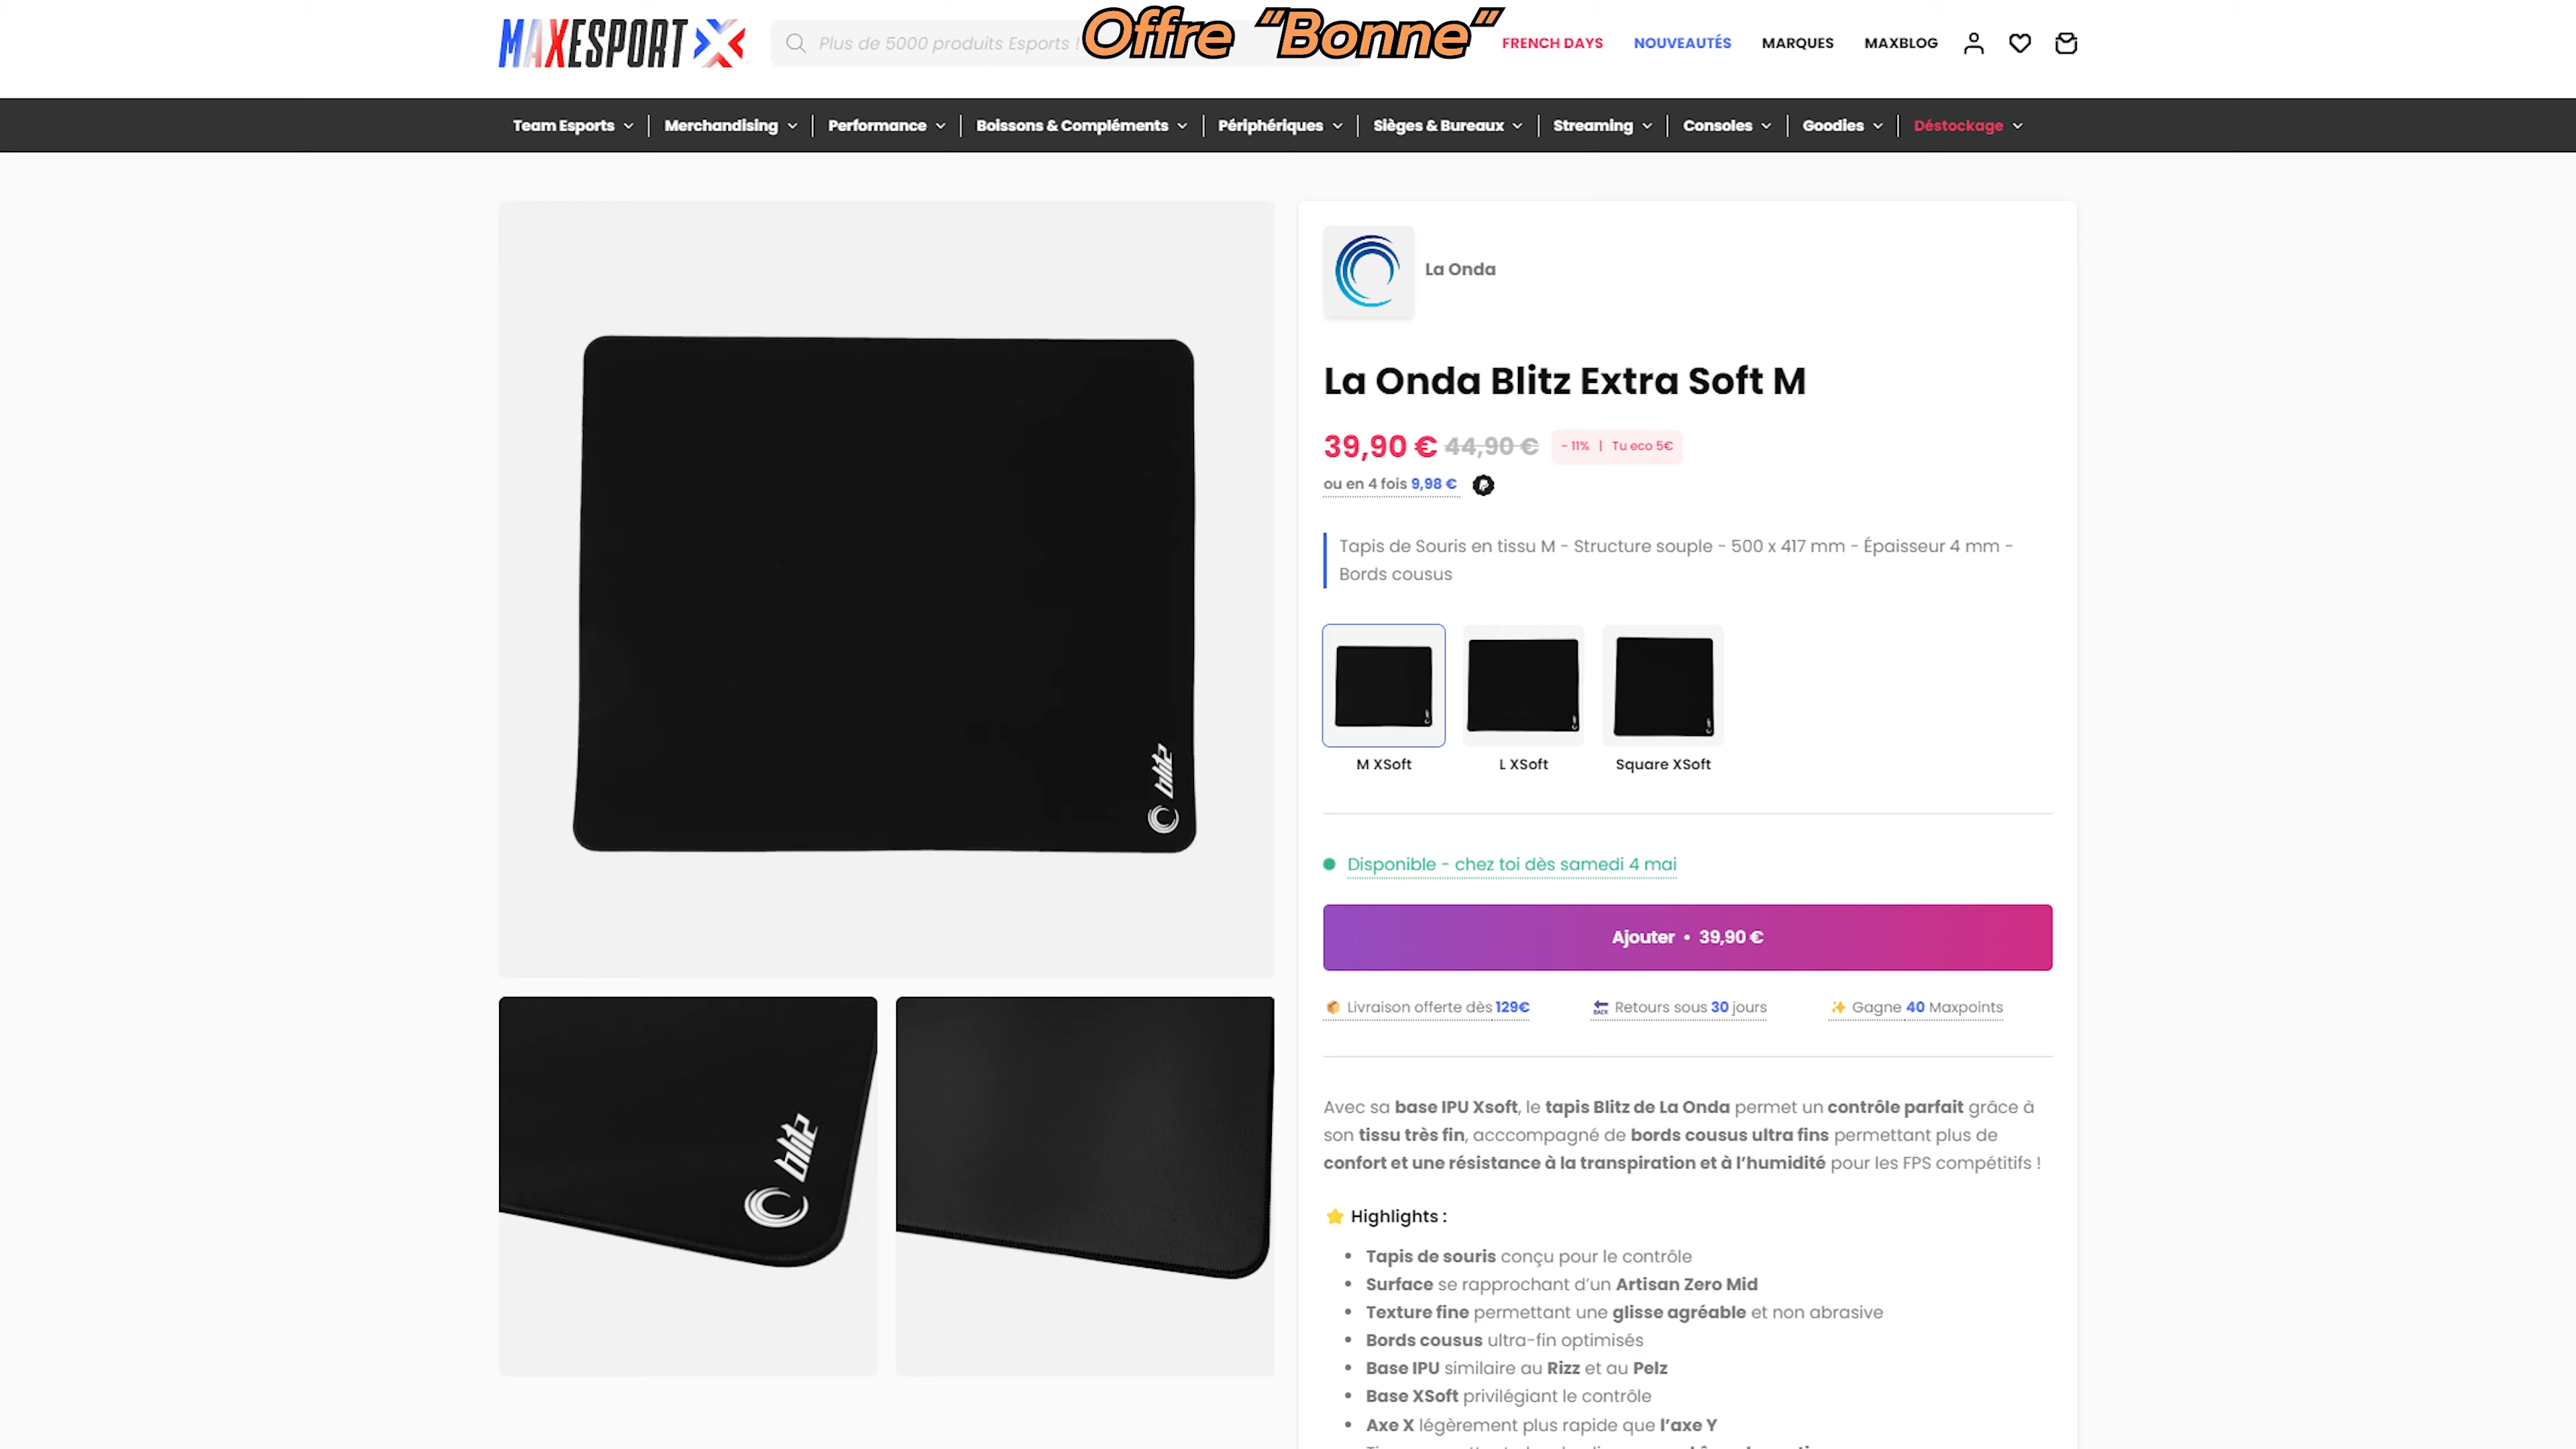 MAXESPORT
Plus de 5000 produits Esports !
Offre “Bonne”
FRENCH DAYS
NOUVEAUTÉS
MARQUES
MAXBLOG
Team Esports
Merchandising
Performance
Boissons & Compléments
Périphériques
Sièges & Bureaux
Streaming
Consoles
Goodies
Déstockage
blitz
blitz
La Onda
La Onda Blitz Extra Soft M
39,90 € 44,90 € - 11% | Tu eco 5€
ou en 4 fois 9,98 €
Tapis de Souris en tissu M - Structure souple - 500 x 417 mm - Épaisseur 4 mm -
Bords cousus
M XSoft
L XSoft
Square XSoft
Disponible - chez toi dès samedi 4 mai
Ajouter • 39,90 €
Livraison offerte dès 129€
BACK Retours sous 30 jours
Gagne 40 Maxpoints
Avec sa base IPU Xsoft, le tapis Blitz de La Onda permet un contrôle parfait grâce à
son tissu très fin, acccompagné de bords cousus ultra fins permettant plus de
confort et une résistance à la transpiration et à l’humidité pour les FPS compétitifs !
Highlights :
• Tapis de souris conçu pour le contrôle
• Surface se rapprochant d’un Artisan Zero Mid
• Texture fine permettant une glisse agréable et non abrasive
• Bords cousus ultra-fin optimisés
• Base IPU similaire au Rizz et au Pelz
• Base XSoft privilégiant le contrôle
• Axe X légèrement plus rapide que l’axe Y